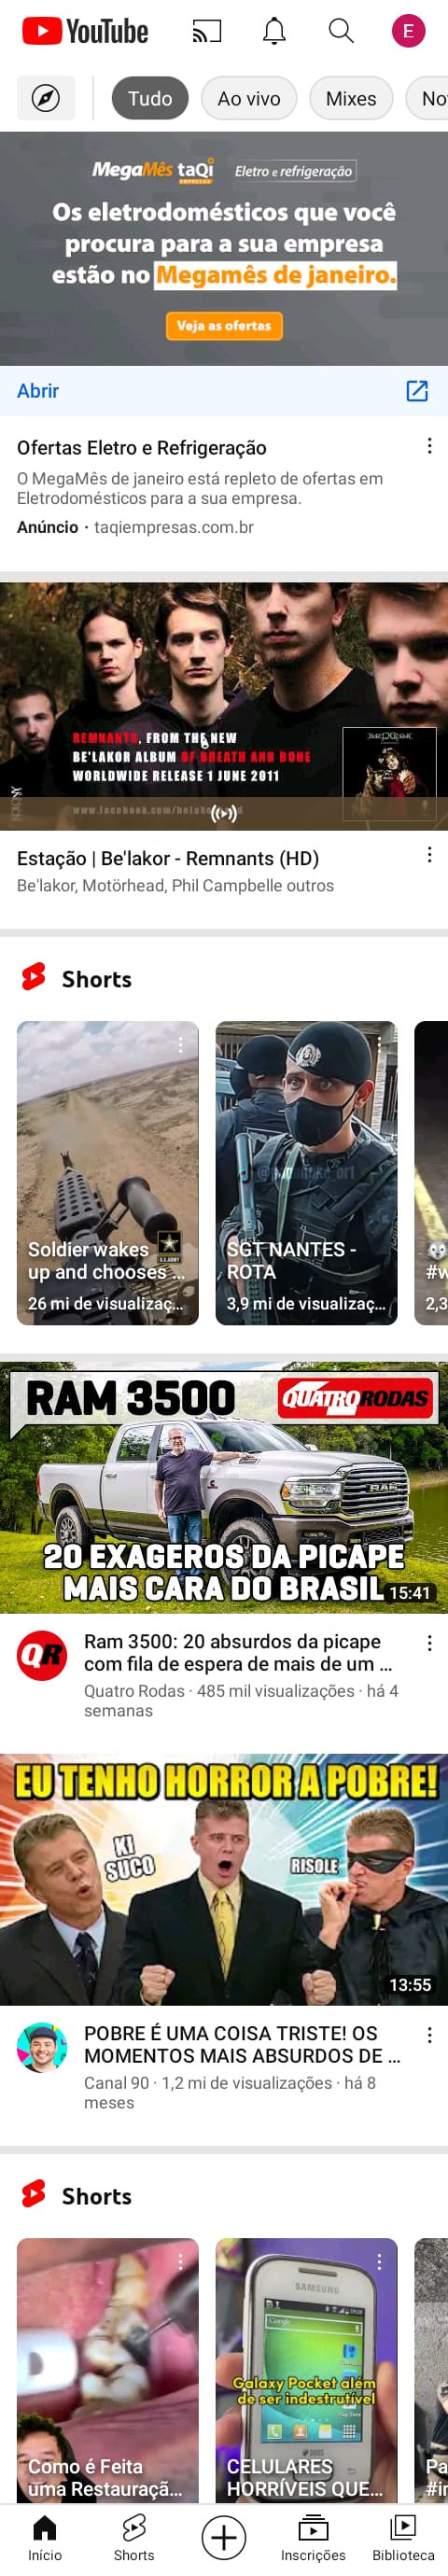 YouTube
E
Tudo
Ao vivo
Mixes
No
MegaMês taQi
EMPRESAS
Eletro e refrigeração
Os eletrodomésticos que você
procura para a sua empresa
estão no Megamês de janeiro.
Veja as ofertas
Abrir
Ofertas Eletro e Refrigeração
O MegaMês de janeiro está repleto de ofertas em
Eletrodomésticos para a sua empresa.
Anúncio · taqiempresas.com.br
REMNANTS, FROM THE NEW
BE'LAKOR ALBUM OF BREATH AND BONE
WORLDWIDE RELEASE 1 JUNE 2011
Estação | Be'lakor - Remnants (HD)
Be'lakor, Motörhead, Phil Campbelle outros
Shorts
U.S.ARMY
Soldier wakes
up and chooses ...
26 mi de visualizaç...
SGT NANTES -
ROTA
3,9 mi de visualizaç...
#w
2,3
RAM 3500
QUATRO RODAS
RAM
20 EXAGEROS DA PICAPE
MAIS CARA DO BRASIL
15:41
QR
Ram 3500: 20 absurdos da picape
com fila de espera de mais de um ...
Quatro Rodas · 485 mil visualizações · há 4
semanas
EU TENHO HORROR A POBRE!
KI
SUCO
RISOLE
13:55
POBRE É UMA COISA TRISTE! OS
MOMENTOS MAIS ABSURDOS DE ...
Canal 90 · 1,2 mi de visualizações · há 8
meses
Shorts
SAMSUNG
Google
Galaxy Pocket além
de ser indestrutível
Play Store
DUOS
Como é Feita
uma Restauraçã...
CELULARES
HORRÍVEIS QUE...
Pa
#in
Início
Shorts
Inscrições
Biblioteca